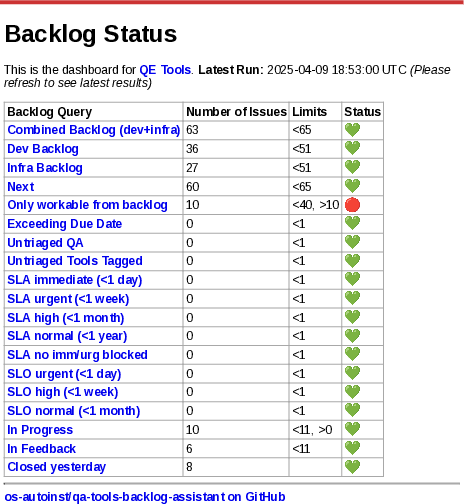 Backlog Status
This is the dashboard for QE Tools. Latest Run: 2025-04-09 18:53:00 UTC (Please
refresh to see latest results)
Backlog Query Number of Issues Limits Status
Combined Backlog (dev+infra) 63 <65 💚
Dev Backlog 36 <51 💚
Infra Backlog 27 <51 💚
Next 60 <65 💚
Only workable from backlog 10 <40, >10 🔴
Exceeding Due Date 0 <1 💚
Untriaged QA 0 <1 💚
Untriaged Tools Tagged 0 <1 💚
SLA immediate (<1 day) 0 <1 💚
SLA urgent (<1 week) 0 <1 💚
SLA high (<1 month) 0 <1 💚
SLA normal (<1 year) 0 <1 💚
SLA no imm/urg blocked 0 <1 💚
SLO urgent (<1 day) 0 <1 💚
SLO high (<1 week) 0 <1 💚
SLO normal (<1 month) 0 <1 💚
In Progress 10 <11, >0 💚
In Feedback 6 <11 💚
Closed yesterday 8 💚
os-autoinst/qa-tools-backlog-assistant on GitHub